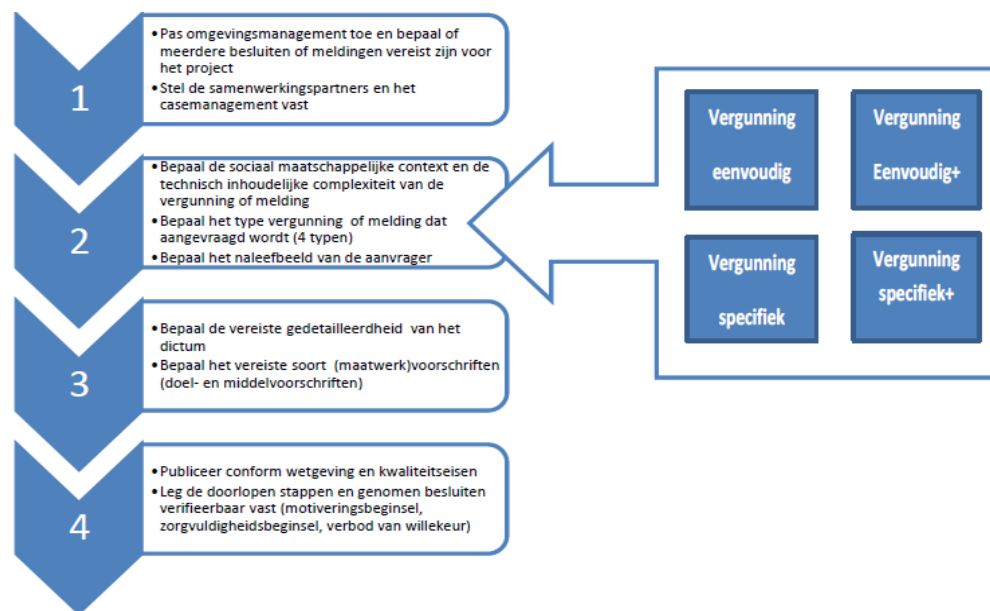 1
•Pas omgevingsmanagement toe en bepaal of
meerdere besluiten of meldingen vereist zijn voor
het project
•Stel de samenwerkingspartners en het
casemanagement vast
2
•Bepaal de sociaal maatschappelijke context en de
technisch inhoudelijke complexiteit van de
vergunning of melding
•Bepaal het type vergunning of melding dat
aangevraagd wordt (4 typen)
•Bepaal het naleefbeeld van de aanvrager
3
•Bepaal de vereiste gedetailleerdheid van het
dictum
•Bepaal het vereiste soort (maatwerk)voorschriften
(doel- en middelvoorschriften)
4
•Publiceer conform wetgeving en kwaliteitseisen
•Leg de doorlopen stappen en genomen besluiten
verifieerbaar vast (motiveringsbeginsel,
zorgvuldigheidsbeginsel, verbod van willekeur)
Vergunning
eenvoudig
Vergunning
Eenvoudig+
Vergunning
specifiek
Vergunning
specifiek+